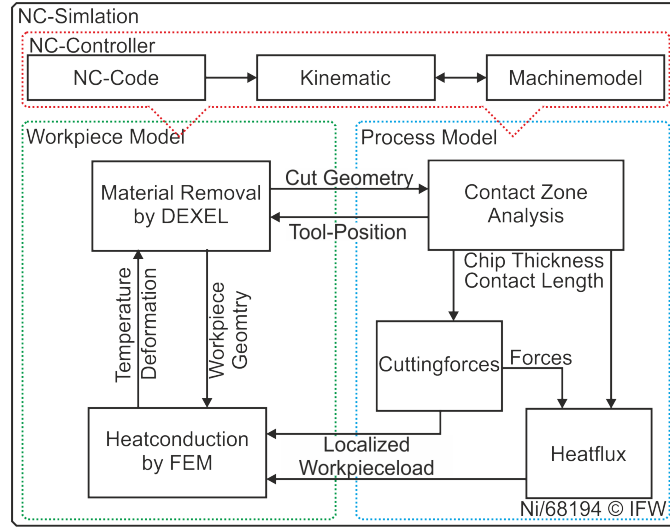 NC-Simlation
NC-Controller
NC-Code
Kinematic
Machinemodel
Workpiece Model
Process Model
Material Removal
by DEXEL
Cut Geometry
Tool-Position
Contact Zone
Analysis
Chip Thickness
Contact Length
Temperature
Deformation
Workpiece
Geomtry
Cuttingforces
Forces
Heatconduction
by FEM
Localized
Workpieceload
Heatflux
Ni/68194 © IFW